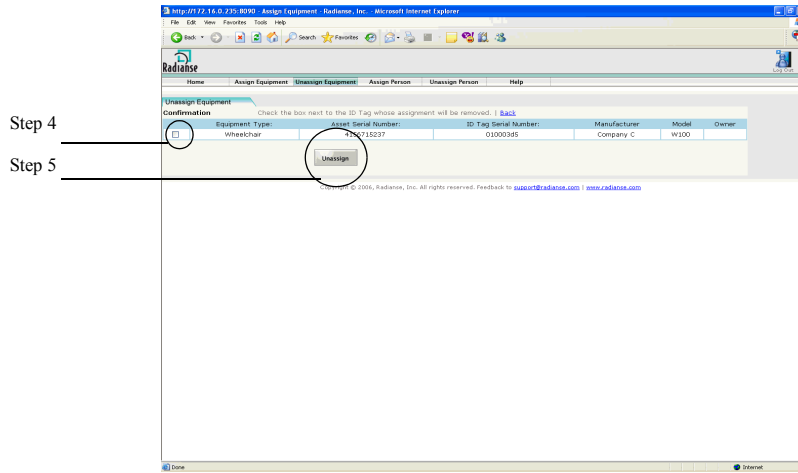 http://172.16.0.235:8090 - Assign Equipment - Radianse, Inc. - Microsoft Internet Explorer
File Edit View Favorites Tools Help
Back Search Favorites
Radianse
Log Out
Home Assign Equipment Unassign Equipment Assign Person Unassign Person Help
Unassign Equipment
Confirmation Check the box next to the ID Tag whose assignment will be removed. | Back
Step 4
Equipment Type: Asset Serial Number: ID Tag Serial Number: Manufacturer Model Owner
Wheelchair 4156715237 010003d5 Company C W100
Step 5
Unassign
Copyright © 2006, Radianse, Inc. All rights reserved. Feedback to support@radianse.com | www.radianse.com
Done Internet